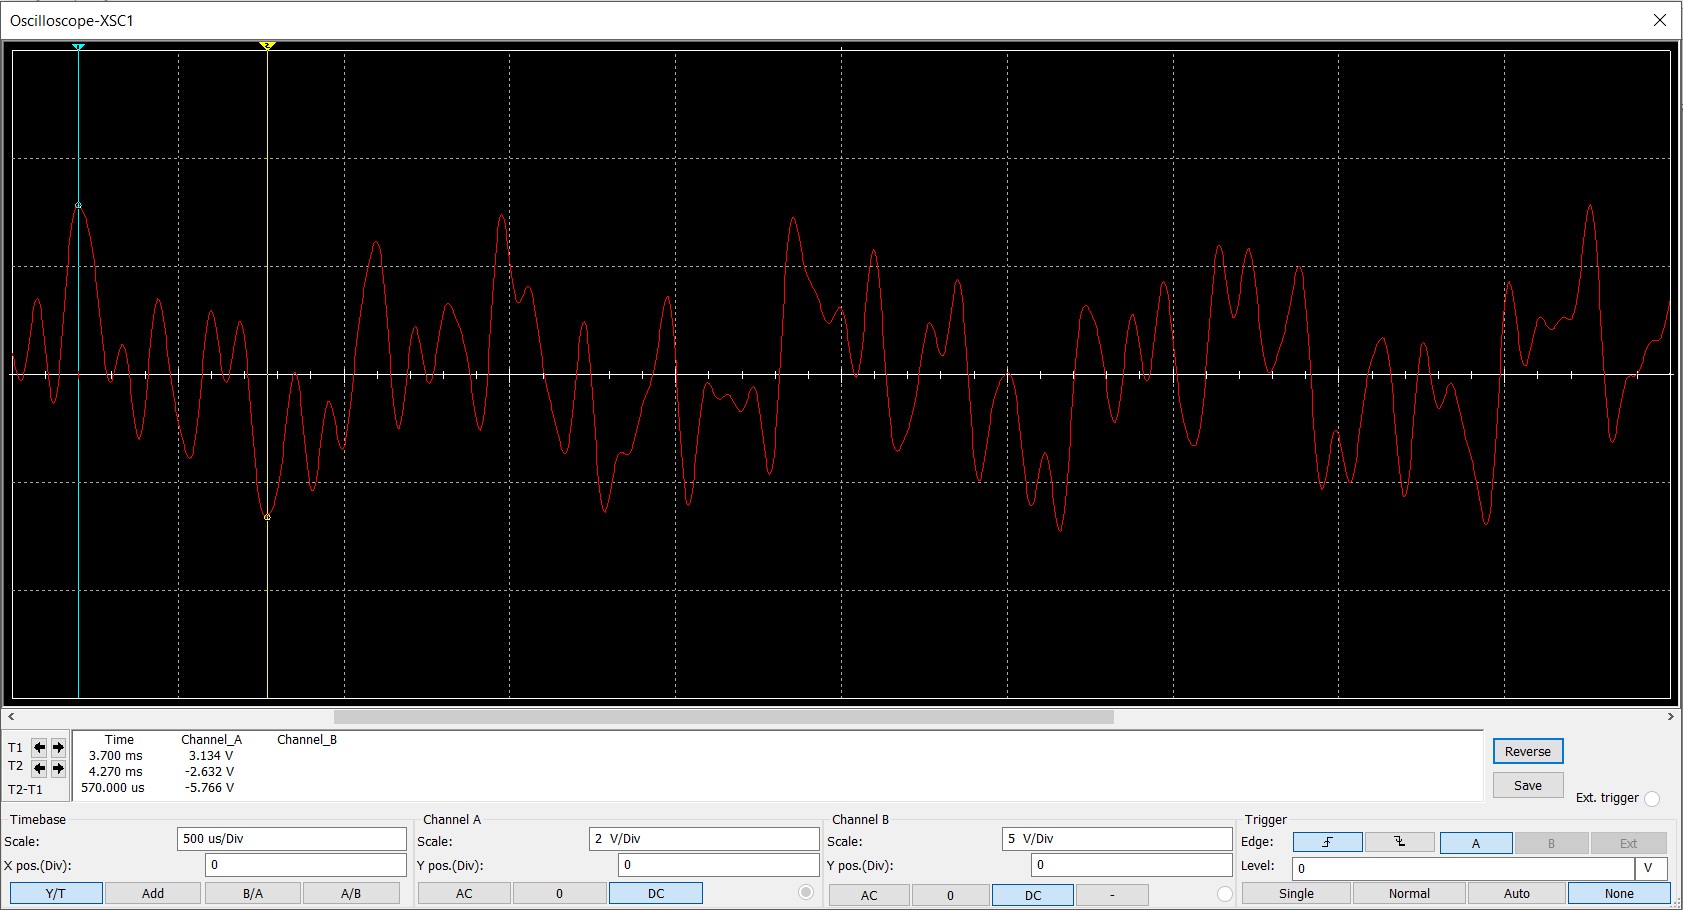 Oscilloscope-XSC1
1
2
Time Channel_A Channel_B
T1 3.700 ms 3.134 V
T2 4.270 ms -2.632 V
T2-T1 570.000 us -5.766 V
Reverse
Save
Ext. trigger
Timebase
Scale: 500 us/Div
X pos.(Div): 0
Y/T Add B/A A/B
Channel A
Scale: 2 V/Div
Y pos.(Div): 0
AC 0 DC
Channel B
Scale: 5 V/Div
Y pos.(Div): 0
AC 0 DC -
Trigger
Edge: A B Ext
Level: 0 V
Single Normal Auto None